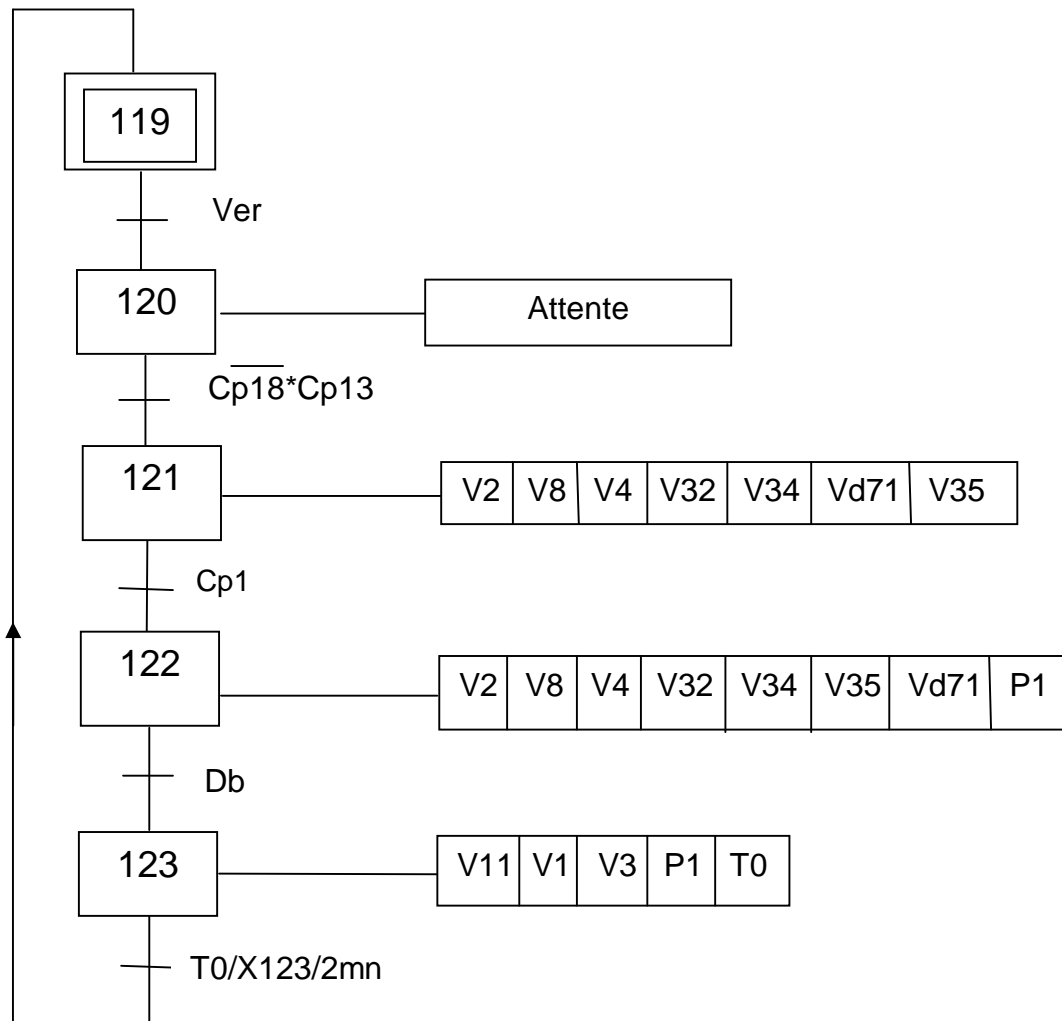 119
Ver
120
Attente
Cp18*Cp13
121
V2 V8 V4 V32 V34 Vd71 V35
Cp1
122
V2 V8 V4 V32 V34 V35 Vd71 P1
Db
123
V11 V1 V3 P1 T0
T0/X123/2mn